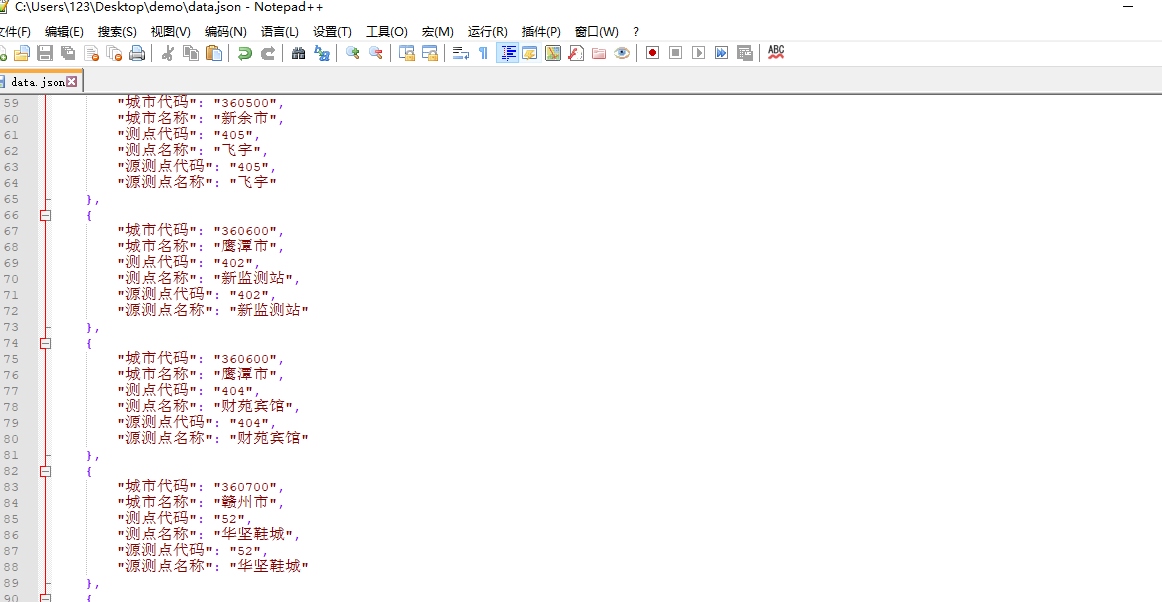 C:\Users\123\Desktop\demo\data.json - Notepad++
文件(F) 编辑(E) 搜索(S) 视图(V) 编码(N) 语言(L) 设置(T) 工具(O) 宏(M) 运行(R) 插件(P) 窗口(W) ?
ABC
data.json
59 "城市代码": "360500",
60 "城市名称": "新余市",
61 "测点代码": "405",
62 "测点名称": "飞宇",
63 "源测点代码": "405",
64 "源测点名称": "飞宇"
65 },
66 {
67 "城市代码": "360600",
68 "城市名称": "鹰潭市",
69 "测点代码": "402",
70 "测点名称": "新监测站",
71 "源测点代码": "402",
72 "源测点名称": "新监测站"
73 },
74 {
75 "城市代码": "360600",
76 "城市名称": "鹰潭市",
77 "测点代码": "404",
78 "测点名称": "财苑宾馆",
79 "源测点代码": "404",
80 "源测点名称": "财苑宾馆"
81 },
82 {
83 "城市代码": "360700",
84 "城市名称": "赣州市",
85 "测点代码": "52",
86 "测点名称": "华坚鞋城",
87 "源测点代码": "52",
88 "源测点名称": "华坚鞋城"
89 },
90 {